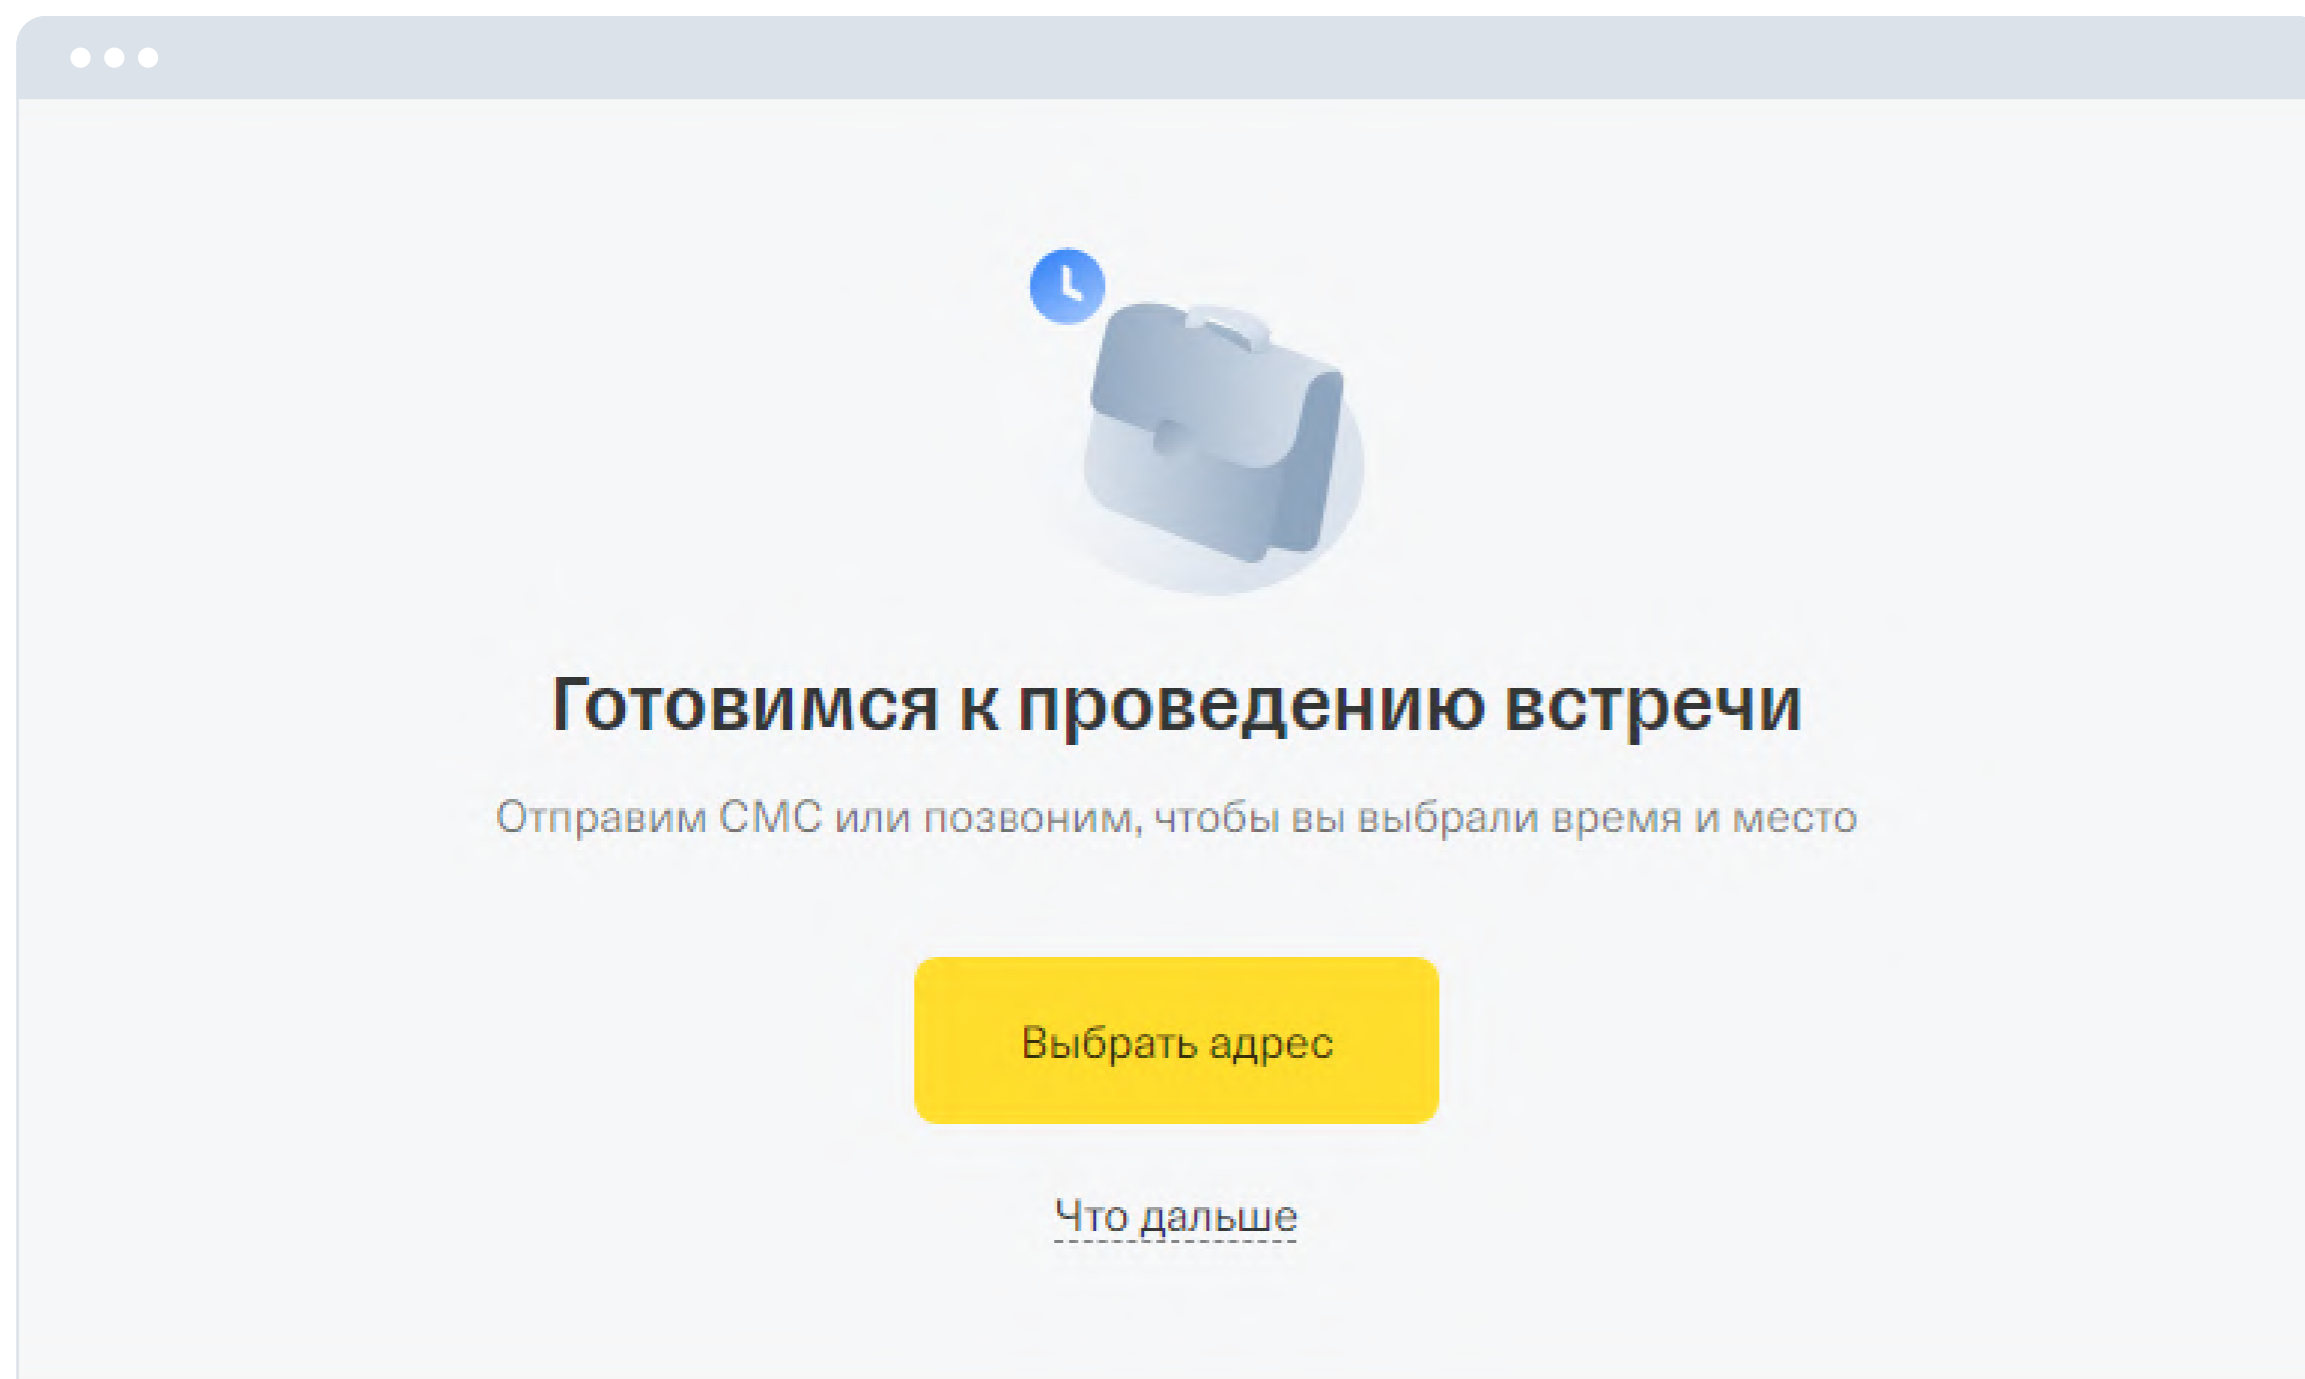 Готовимся к проведению встречи
Отправим СМС или позвоним, чтобы вы выбрали время и место
Выбрать адрес
Что дальше